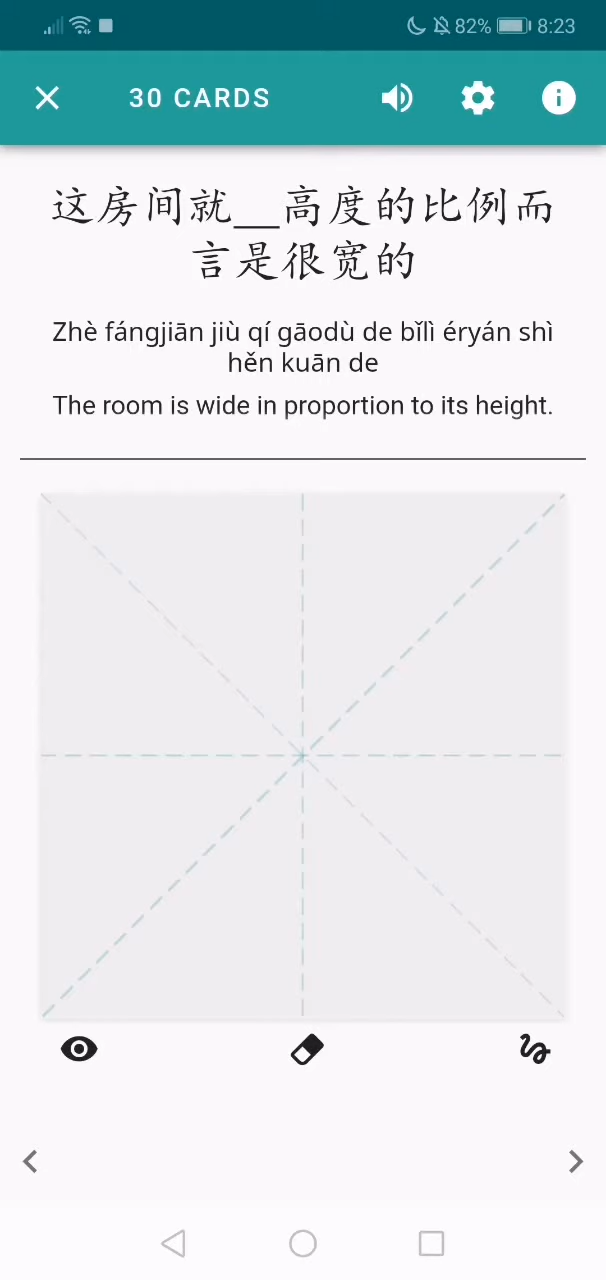 82% 8:23
30 CARDS
这房间就__高度的比例而
言是很宽的
Zhè fángjiān jiù qí gāodù de bǐlì éryán shì
hěn kuān de
The room is wide in proportion to its height.